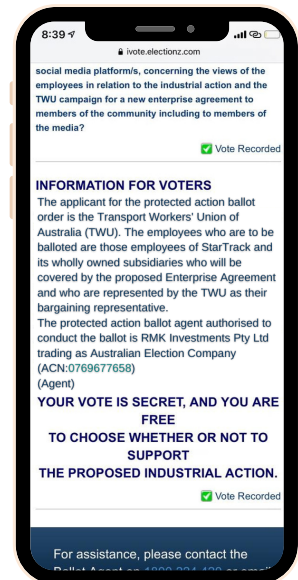 8:39
ivote.electionz.com
social media platform/s, concerning the views of the
employees in relation to the industrial action and the
TWU campaign for a new enterprise agreement to
members of the community including to members of
the media?
Vote Recorded
INFORMATION FOR VOTERS
The applicant for the protected action ballot
order is the Transport Workers' Union of
Australia (TWU). The employees who are to be
balloted are those employees of StarTrack and
its wholly owned subsidiaries who will be
covered by the proposed Enterprise Agreement
and who are represented by the TWU as their
bargaining representative.
The protected action ballot agent authorised to
conduct the ballot is RMK Investments Pty Ltd
trading as Australian Election Company
(ACN:0769677658)
(Agent)
YOUR VOTE IS SECRET, AND YOU ARE
FREE
TO CHOOSE WHETHER OR NOT TO
SUPPORT
THE PROPOSED INDUSTRIAL ACTION.
Vote Recorded
For assistance, please contact the